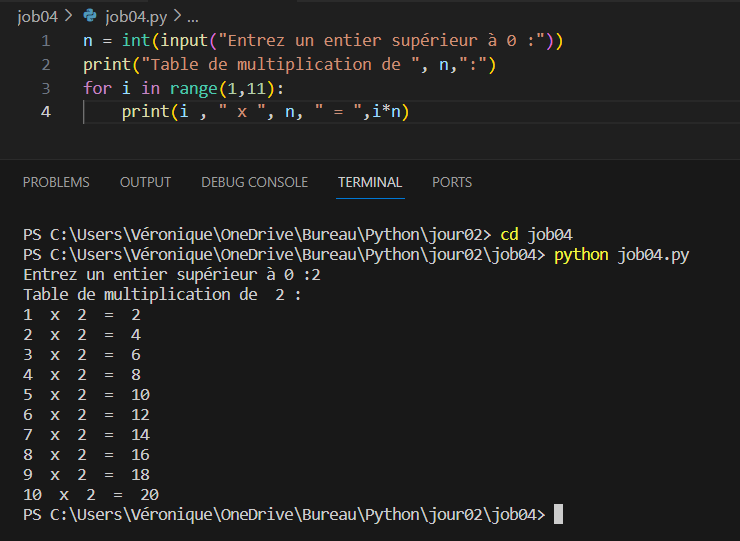 job04 > job04.py > ...
1 n = int(input("Entrez un entier supérieur à 0 :"))
2 print("Table de multiplication de ", n,":")
3 for i in range(1,11):
4     print(i , " x ", n, " = ",i*n)
PROBLEMS OUTPUT DEBUG CONSOLE TERMINAL PORTS
PS C:\Users\Véronique\OneDrive\Bureau\Python\jour02> cd job04
PS C:\Users\Véronique\OneDrive\Bureau\Python\jour02\job04> python job04.py
Entrez un entier supérieur à 0 :2
Table de multiplication de  2 :
1  x  2  =  2
2  x  2  =  4
3  x  2  =  6
4  x  2  =  8
5  x  2  =  10
6  x  2  =  12
7  x  2  =  14
8  x  2  =  16
9  x  2  =  18
10  x  2  =  20
PS C:\Users\Véronique\OneDrive\Bureau\Python\jour02\job04>